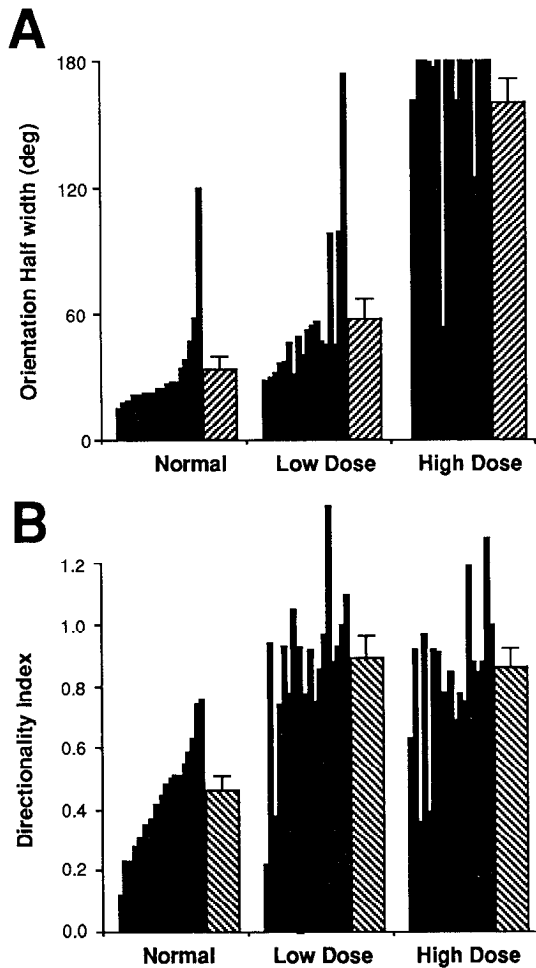 A
Orientation Half width (deg)
180
120
60
0
Normal Low Dose High Dose
B
Directionality Index
1.2
1.0
0.8
0.6
0.4
0.2
0.0
Normal Low Dose High Dose